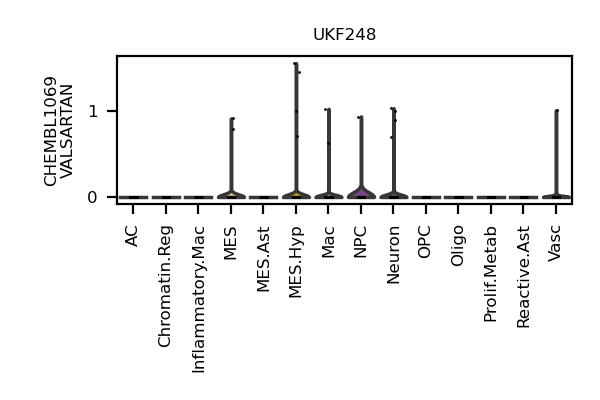 UKF248
CHEMBL1069
VALSARTAN
1
0
AC
Chromatin.Reg
Inflammatory.Mac
MES
MES.Ast
MES.Hyp
Mac
NPC
Neuron
OPC
Oligo
Prolif.Metab
Reactive.Ast
Vasc